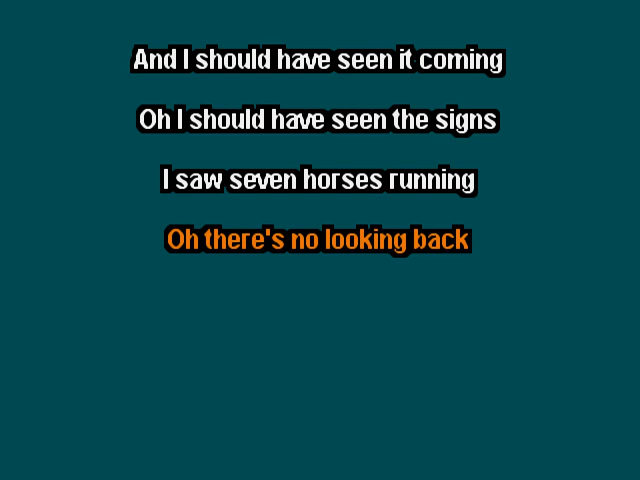 And I should have seen it coming
Oh I should have seen the signs
I saw seven horses running
Oh there's no looking back